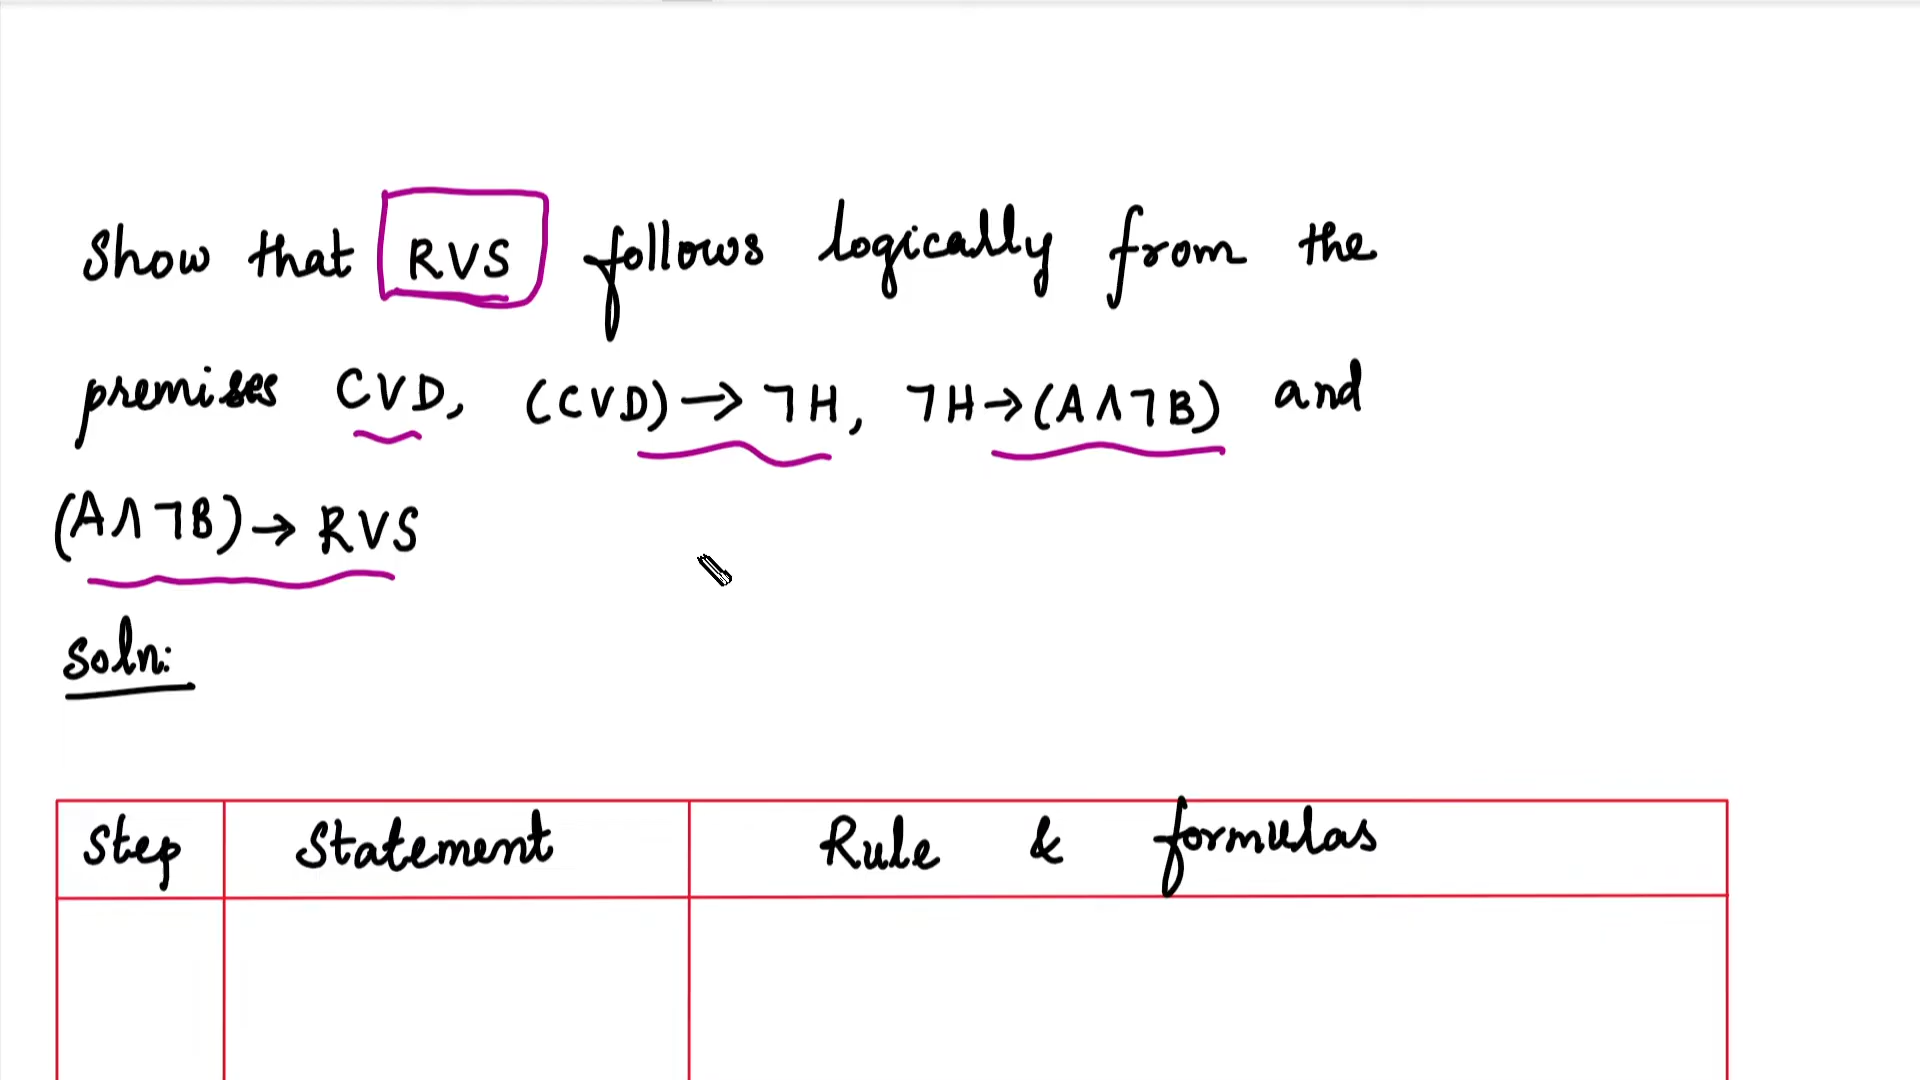 Show that RVS follows logically from the
premises CVD, (CVD)→¬H, ¬H→(A∧¬B) and
(A∧¬B)→RVS
soln:
Step Statement Rule & formulas